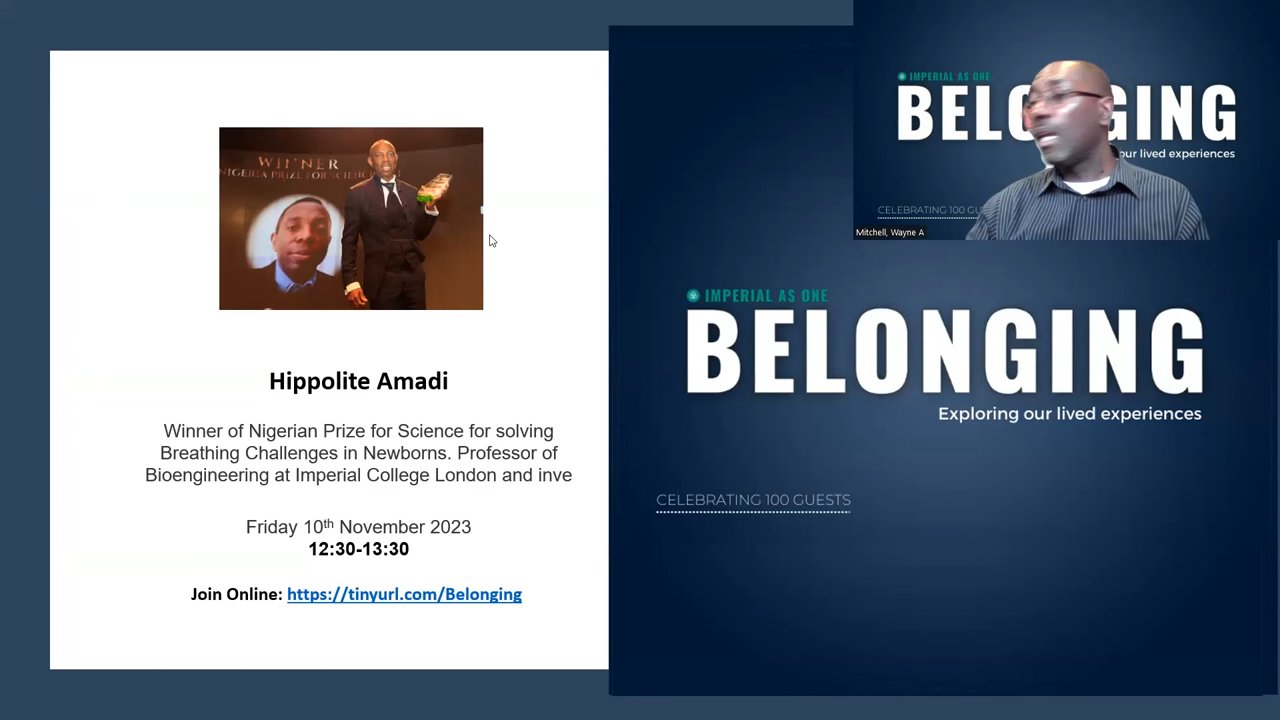 WINNER
NIGERIA PRIZE FOR SCIENCE
Hippolite Amadi
Winner of Nigerian Prize for Science for solving
Breathing Challenges in Newborns. Professor of
Bioengineering at Imperial College London and inve
Friday 10th November 2023
12:30-13:30
Join Online: https://tinyurl.com/Belonging
IMPERIAL AS ONE
BELONGING
our lived experiences
CELEBRATING 100 GU
Mitchell, Wayne A
IMPERIAL AS ONE
BELONGING
Exploring our lived experiences
CELEBRATING 100 GUESTS